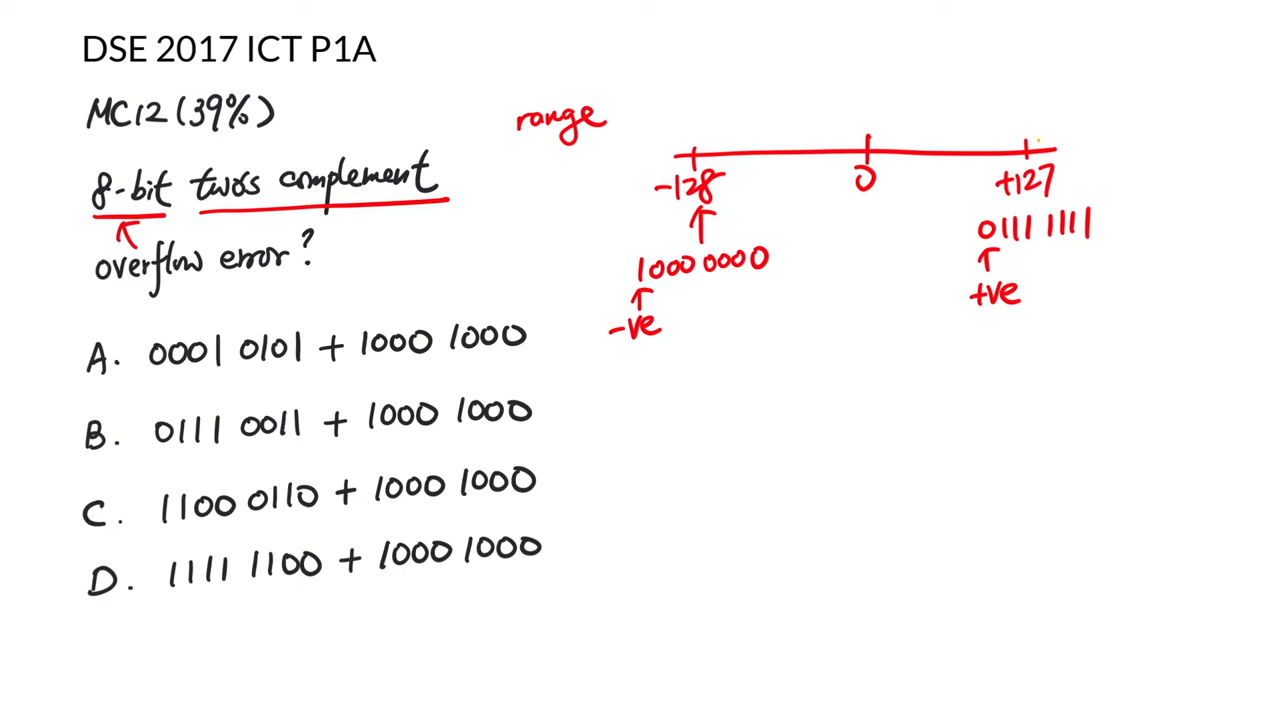 DSE 2017 ICT P1A
MC12 (39%)
8-bit two's complement
overflow error?
A. 0001 0101 + 1000 1000
B. 0111 0011 + 1000 1000
C. 1100 0110 + 1000 1000
D. 1111 1100 + 1000 1000
range
-128 0 +127
1000 0000
-ve
0111 1111
+ve